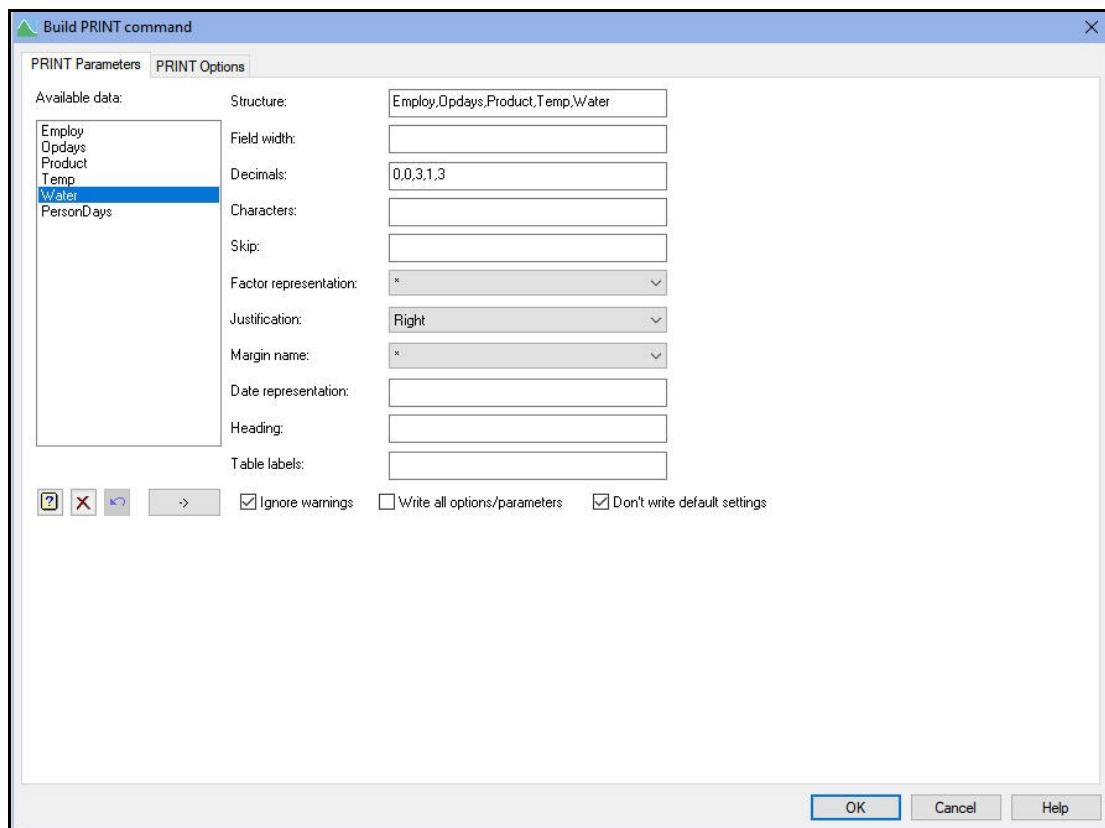 Build PRINT command
PRINT Parameters PRINT Options
Available data:
Employ
Opdays
Product
Temp
Water
PersonDays
Structure: Employ,Opdays,Product,Temp,Water
Field width:
Decimals: 0,0,3,1,3
Characters:
Skip:
Factor representation: *
Justification: Right
Margin name: *
Date representation:
Heading:
Table labels:
-> Ignore warnings Write all options/parameters Don't write default settings
OK Cancel Help